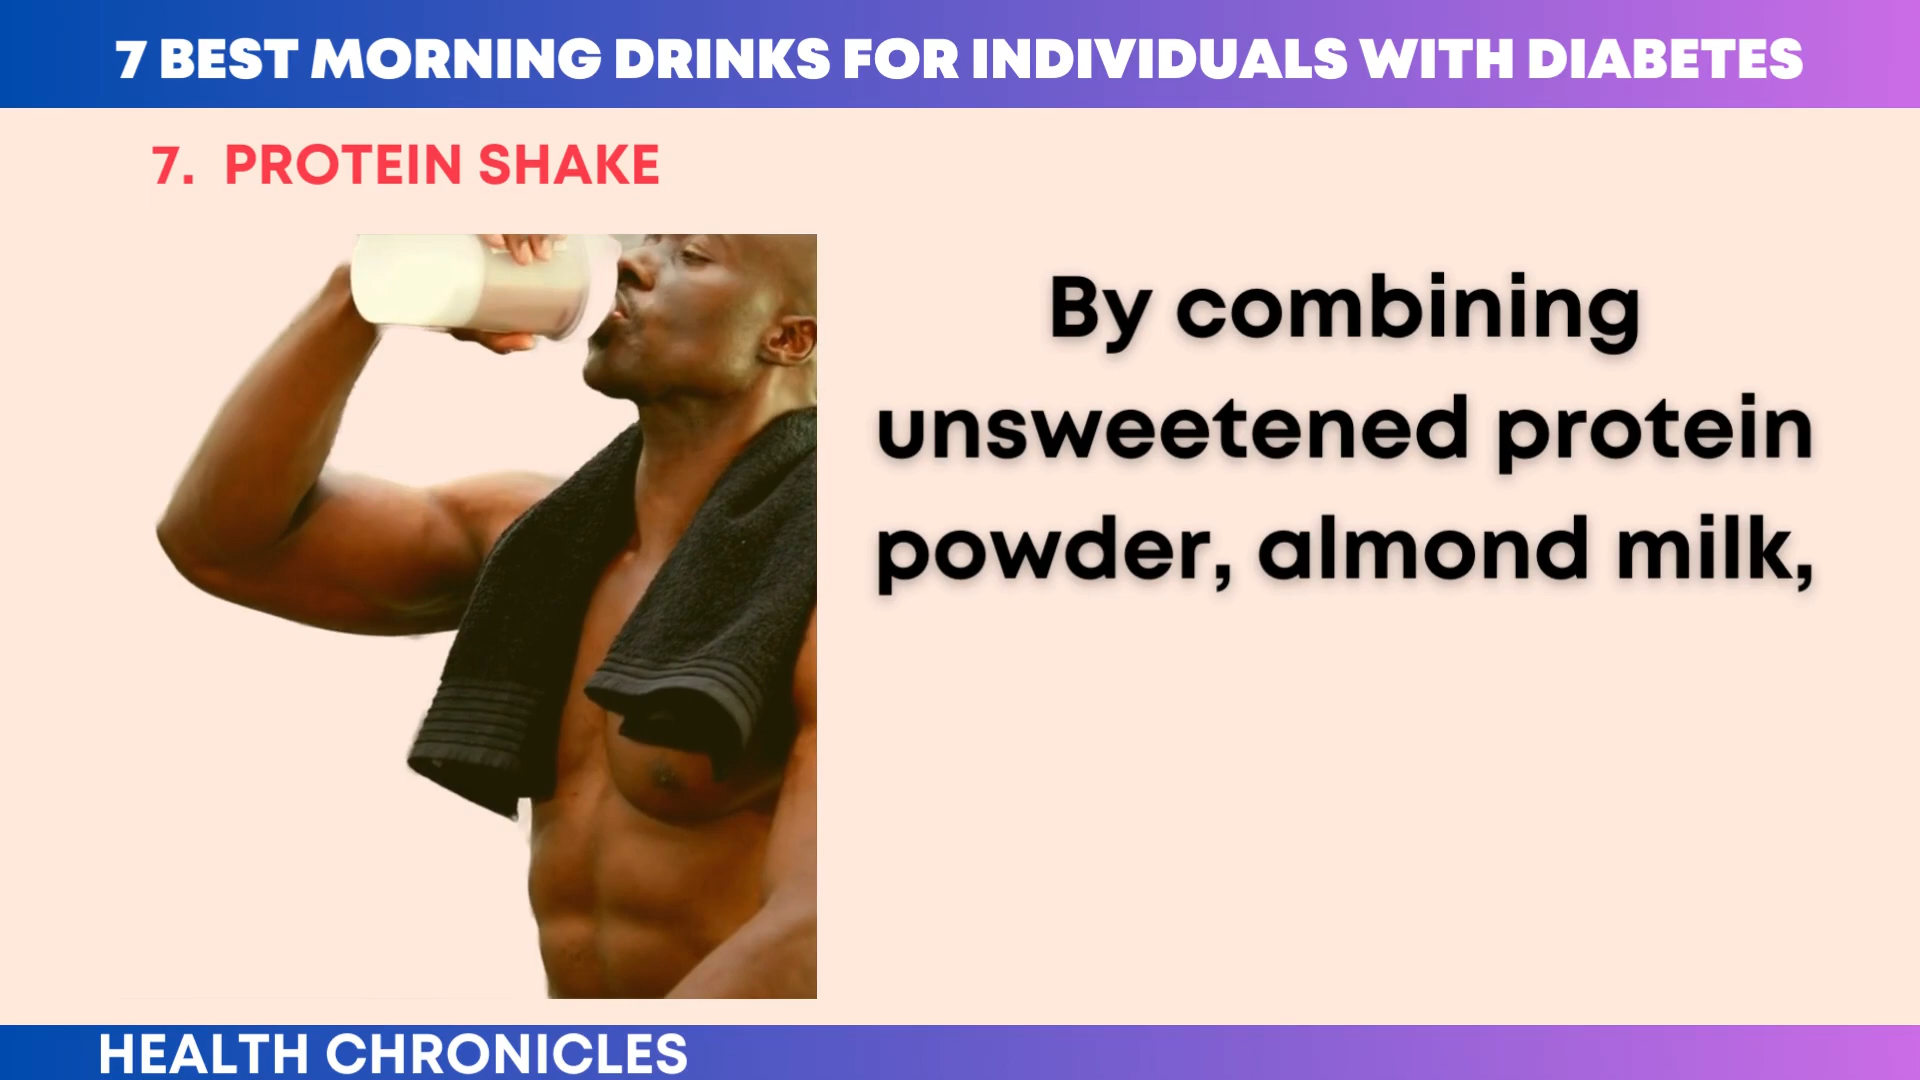 7 BEST MORNING DRINKS FOR INDIVIDUALS WITH DIABETES
7. PROTEIN SHAKE
By combining
unsweetened protein
powder, almond milk,
HEALTH CHRONICLES